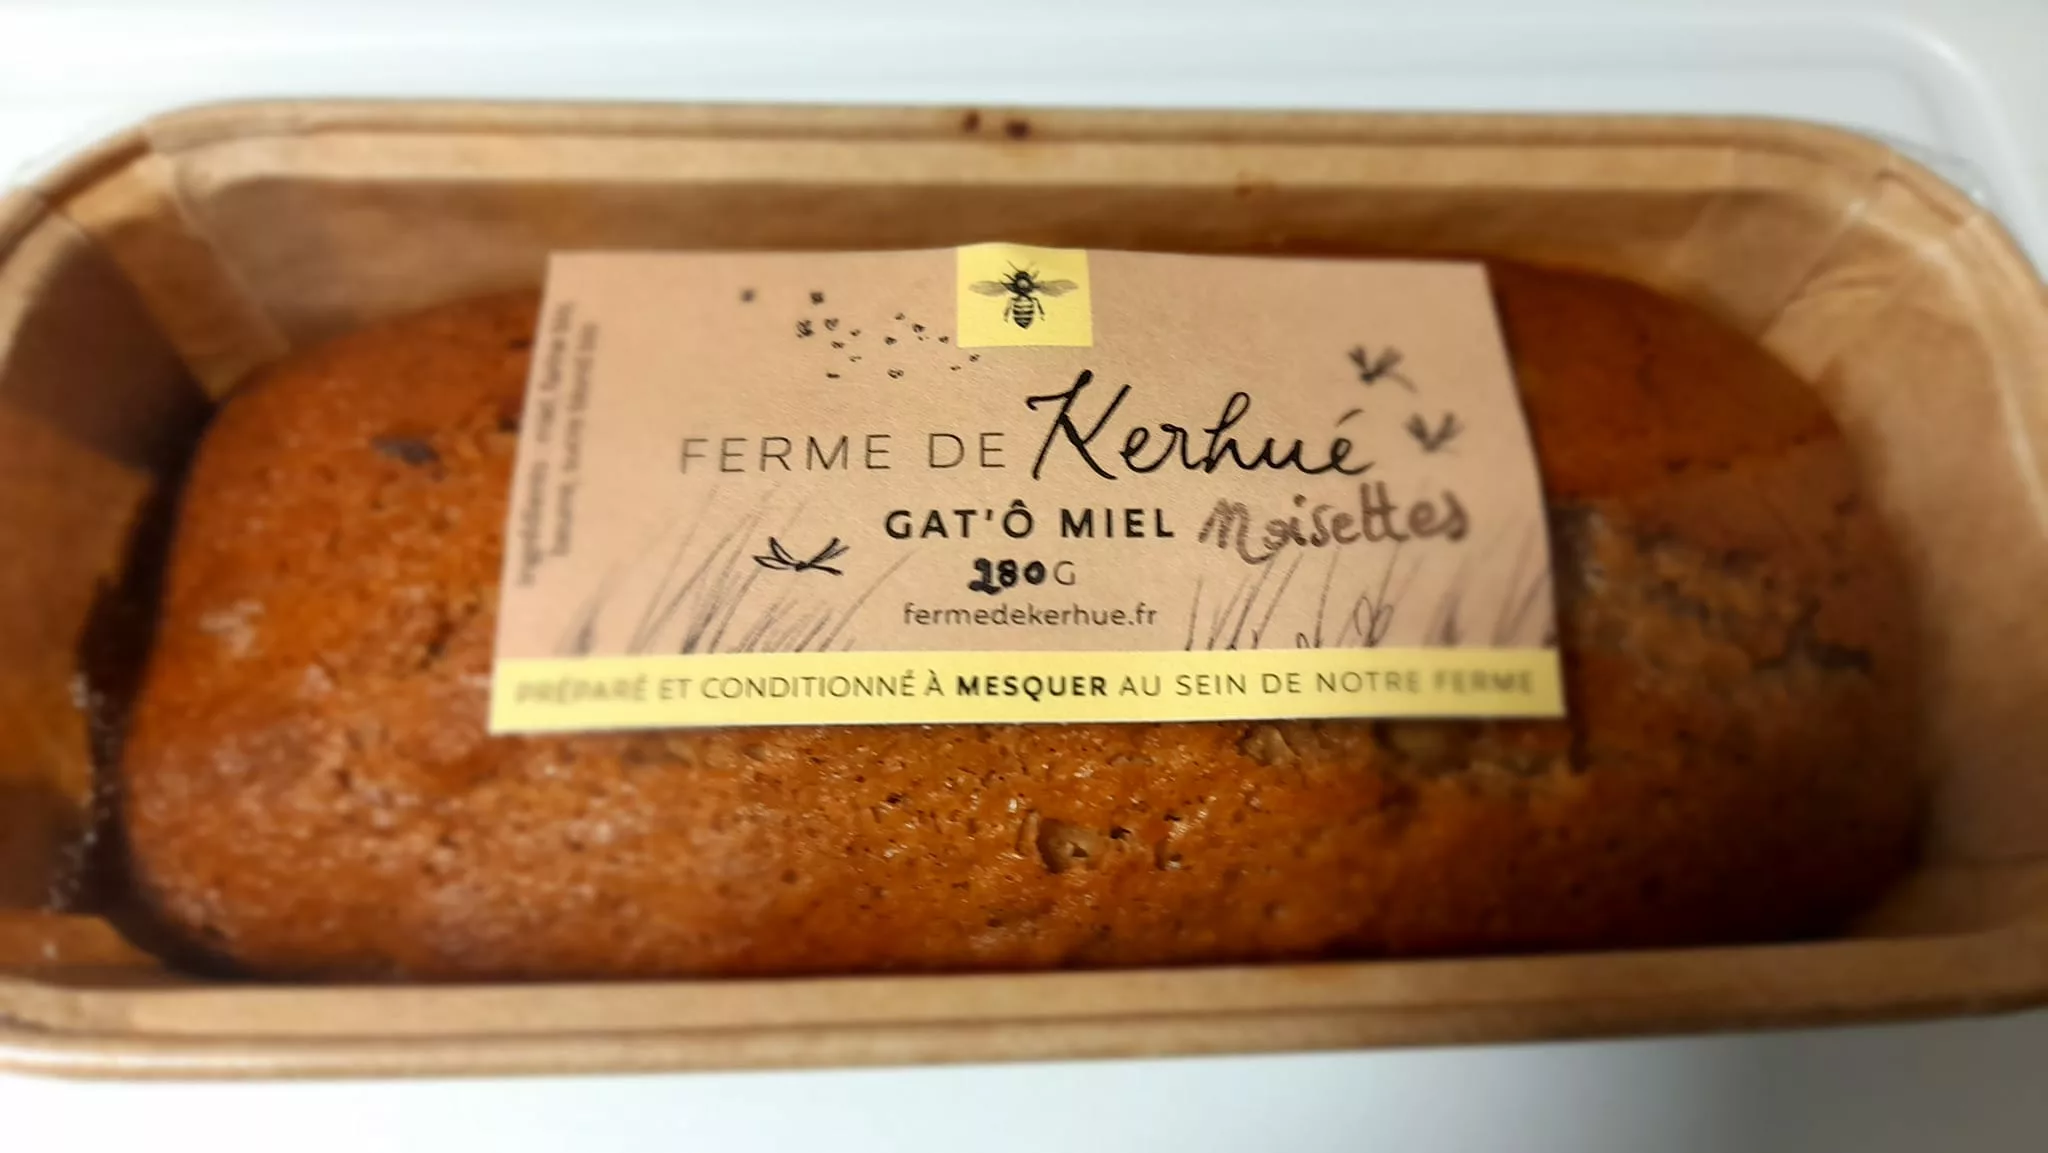 FERME DE Kerhué
GAT'Ô MIEL Noisettes
280G
fermedekerhue.fr
PRÉPARÉ ET CONDITIONNÉ À MESQUER AU SEIN DE NOTRE FERME